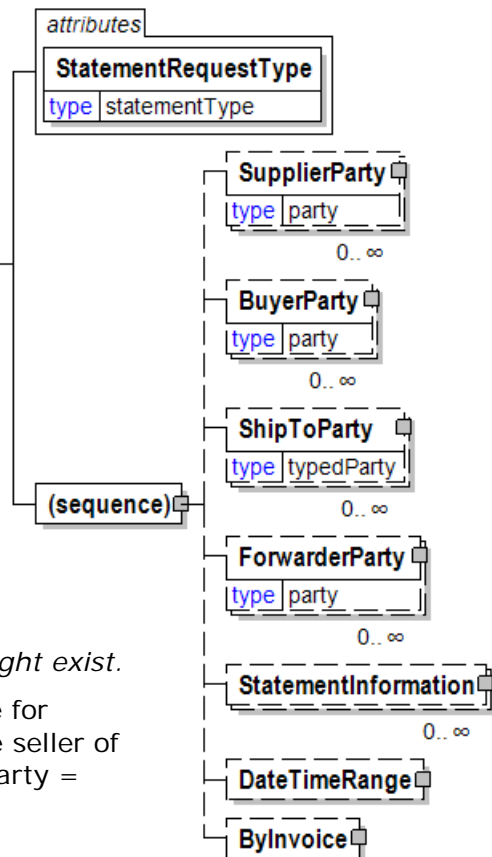 attributes
StatementRequestType
type statementType
SupplierParty
type party
0.. ∞
BuyerParty
type party
0.. ∞
ShipToParty
type typedParty
0.. ∞
(sequence)
ForwarderParty
type party
0.. ∞
ght exist.
StatementInformation
0.. ∞
e for
e seller of
arty =
DateTimeRange
ByInvoice